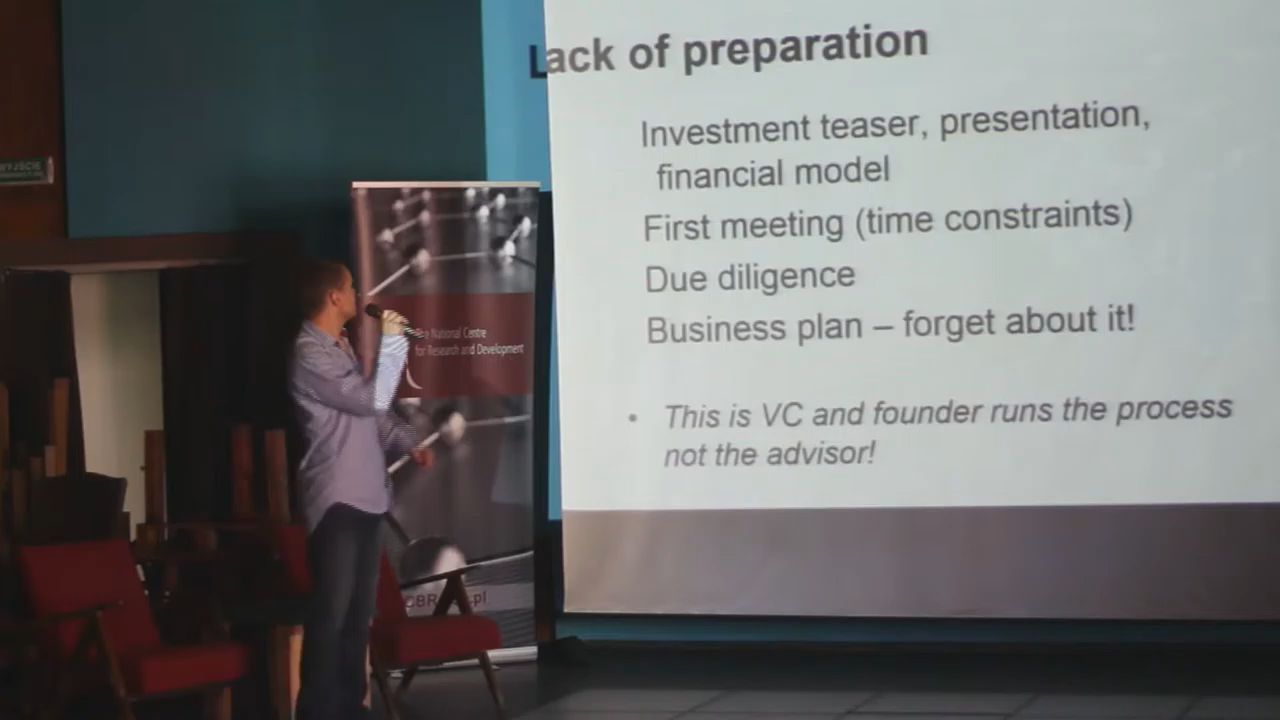 Lack of preparation
Investment teaser, presentation,
financial model
First meeting (time constraints)
Due diligence
Business plan – forget about it!
• This is VC and founder runs the process
not the advisor!
National Centre
for Research and Development
WYJŚCIE